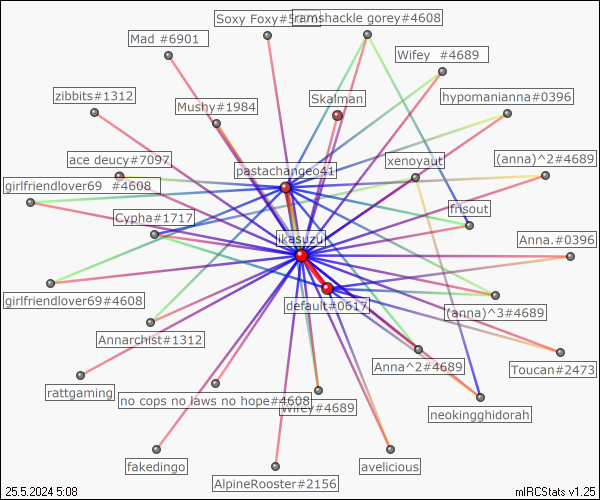 Soxy Foxy#5
ramshackle gorey#4608
Mad #6901
Wifey  #4689
zibbits#1312
Mushy#1984
Skalman
hypomanianna#0396
ace deucy#7097
pastachangeo41
xenoyaut
(anna)^2#4689
girlfriendlover69  #4608
Cypha#1717
frisout
ikasuzu
Anna.#0396
girlfriendlover69#4608
default#0617
(anna)^3#4689
Annarchist#1312
Anna^2#4689
Toucan#2473
rattgaming
no cops no laws no hope#4608
Wifey#4689
neokingghidorah
fakedingo
avelicious
AlpineRooster#2156
25.5.2024 5:08
mIRCStats v1.25